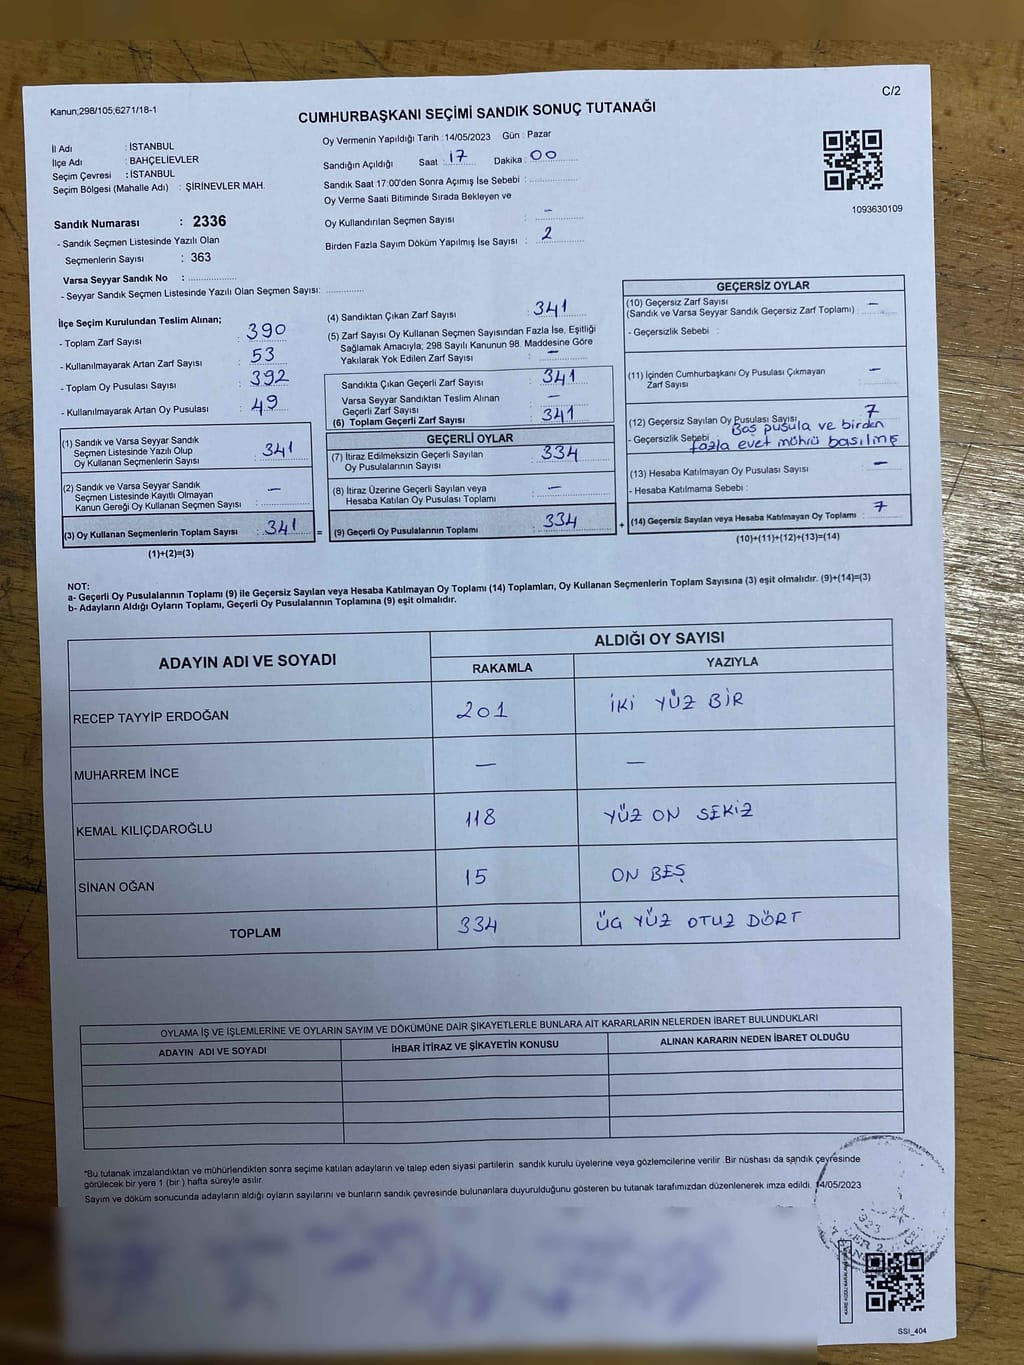 Kanun;298/105;6271/18-1
C/2
CUMHURBAŞKANI SEÇİMİ SANDIK SONUÇ TUTANAĞI
İl Adı : İSTANBUL
İlçe Adı : BAHÇELİEVLER
Seçim Çevresi : İSTANBUL
Seçim Bölgesi (Mahalle Adı) : ŞİRİNEVLER MAH.
Oy Vermenin Yapıldığı Tarih : 14/05/2023 Gün : Pazar
Sandığın Açıldığı Saat : 17 Dakika : 00
Sandık Saat 17:00'den Sonra Açımış İse Sebebi :
Oy Verme Saati Bitiminde Sırada Bekleyen ve
Oy Kullandırılan Seçmen Sayısı : –
Birden Fazla Sayım Döküm Yapılmış İse Sayısı : 2
1093630109
Sandık Numarası : 2336
- Sandık Seçmen Listesinde Yazılı Olan
Seçmenlerin Sayısı : 363
Varsa Seyyar Sandık No :
- Seyyar Sandık Seçmen Listesinde Yazılı Olan Seçmen Sayısı:
İlçe Seçim Kurulundan Teslim Alınan;
- Toplam Zarf Sayısı : 390
- Kullanılmayarak Artan Zarf Sayısı : 53
- Toplam Oy Pusulası Sayısı : 392
- Kullanılmayarak Artan Oy Pusulası : 49
(1) Sandık ve Varsa Seyyar Sandık
Seçmen Listesinde Yazılı Olup
Oy Kullanan Seçmenlerin Sayısı : 341
(2) Sandık ve Varsa Seyyar Sandık
Seçmen Listesinde Kayıtlı Olmayan
Kanun Gereği Oy Kullanan Seçmen Sayısı : –
(3) Oy Kullanan Seçmenlerin Toplam Sayısı : 341 =
(1)+(2)=(3)
(4) Sandıktan Çıkan Zarf Sayısı : 341
(5) Zarf Sayısı Oy Kullanan Seçmen Sayısından Fazla İse, Eşitliği
Sağlamak Amacıyla; 298 Sayılı Kanunun 98. Maddesine Göre
Yakılarak Yok Edilen Zarf Sayısı : –
Sandıkta Çıkan Geçerli Zarf Sayısı : 341
Varsa Seyyar Sandıktan Teslim Alınan
Geçerli Zarf Sayısı : –
(6) Toplam Geçerli Zarf Sayısı : 341
GEÇERLİ OYLAR
(7) İtiraz Edilmeksizin Geçerli Sayılan
Oy Pusulalarının Sayısı : 334
(8) İtiraz Üzerine Geçerli Sayılan veya
Hesaba Katılan Oy Pusulası Toplamı : –
(9) Geçerli Oy Pusulalarının Toplamı : 334 +
GEÇERSİZ OYLAR
(10) Geçersiz Zarf Sayısı
(Sandık ve Varsa Seyyar Sandık Geçersiz Zarf Toplamı) : –
- Geçersizlik Sebebi :
(11) İçinden Cumhurbaşkanı Oy Pusulası Çıkmayan
Zarf Sayısı : –
(12) Geçersiz Sayılan Oy Pusulası Sayısı : 7
- Geçersizlik Sebebi : Boş pusula ve birden
fazla evet mührü basılmış
(13) Hesaba Katılmayan Oy Pusulası Sayısı : –
- Hesaba Katılmama Sebebi :
(14) Geçersiz Sayılan veya Hesaba Katılmayan Oy Toplamı : 7
(10)+(11)+(12)+(13)=(14)
NOT:
a- Geçerli Oy Pusulalarının Toplamı (9) ile Geçersiz Sayılan veya Hesaba Katılmayan Oy Toplamı (14) Toplamları, Oy Kullanan Seçmenlerin Toplam Sayısına (3) eşit olmalıdır. (9)+(14)=(3)
b- Adayların Aldığı Oyların Toplamı, Geçerli Oy Pusulalarının Toplamına (9) eşit olmalıdır.
ADAYIN ADI VE SOYADI
ALDIĞI OY SAYISI
RAKAMLA YAZIYLA
RECEP TAYYİP ERDOĞAN 201 İKİ YÜZ BİR
MUHARREM İNCE – –
KEMAL KILIÇDAROĞLU 118 YÜZ ON SEKİZ
SİNAN OĞAN 15 ON BEŞ
TOPLAM 334 ÜÇ YÜZ OTUZ DÖRT
OYLAMA İŞ VE İŞLEMLERİNE VE OYLARIN SAYIM VE DÖKÜMÜNE DAİR ŞİKAYETLERLE BUNLARA AİT KARARLARIN NELERDEN İBARET BULUNDUKLARI
ADAYIN ADI VE SOYADI İHBAR İTİRAZ VE ŞİKAYETİN KONUSU ALINAN KARARIN NEDEN İBARET OLDUĞU
*Bu tutanak imzalandıktan ve mühürlendikten sonra seçime katılan adayların ve talep eden siyasi partilerin sandık kurulu üyelerine veya gözlemcilerine verilir .Bir nüshası da sandık çevresinde
görülecek bir yere 1 (bir ) hafta süreyle asılır.
Sayım ve döküm sonucunda adayların aldığı oyların sayılarını ve bunların sandık çevresinde bulunanlara duyurulduğunu gösteren bu tutanak tarafımızdan düzenlenerek imza edildi. 14/05/2023
SSI_404